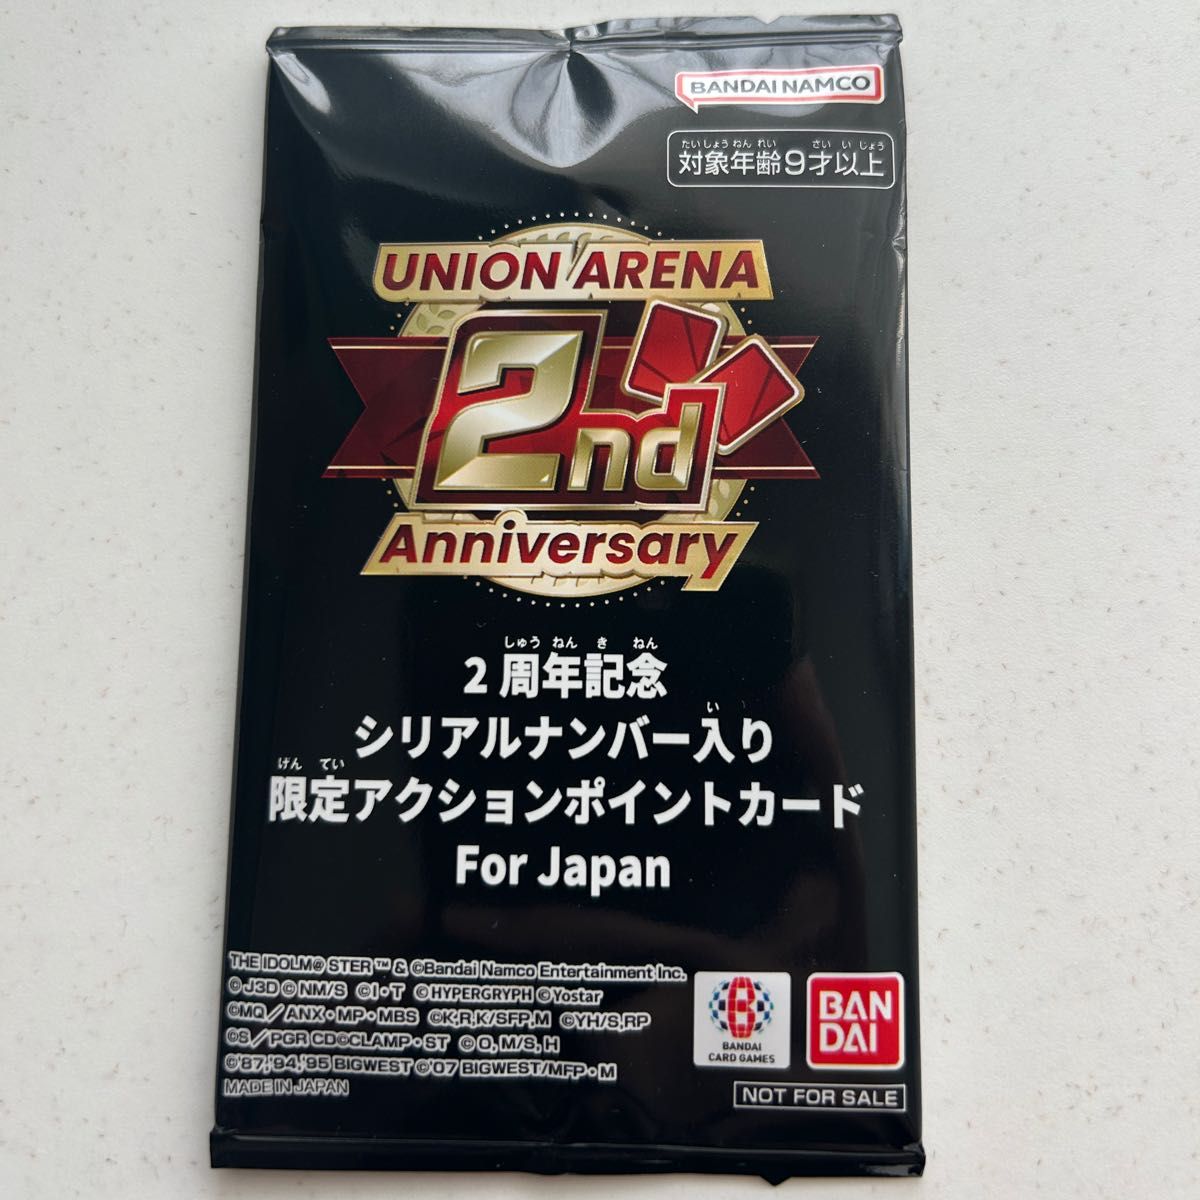 BANDAI NAMCO
たいしょうねんれい さい いじょう
対象年齢9才以上
UNION ARENA
2nd
Anniversary
しゅう ねん き ねん
2周年記念
い
シリアルナンバー入り
げん てい
限定アクションポイントカード
For Japan
THE IDOLM@STER™ & ©Bandai Namco Entertainment Inc.
©J3D © NM/S ©I・T ©HYPERGRYPH ©Yostar
©MQ/ANX・MP・MBS ©K,R,K/SFP,M ©YH/S,RP
©S/PGR CD©CLAMP・ST ©O, M/S, H
©'87,'94,'95 BIGWEST ©'07 BIGWEST/MFP・M
MADE IN JAPAN
B
BANDAI
CARD GAMES
BAN
DAI
NOT FOR SALE